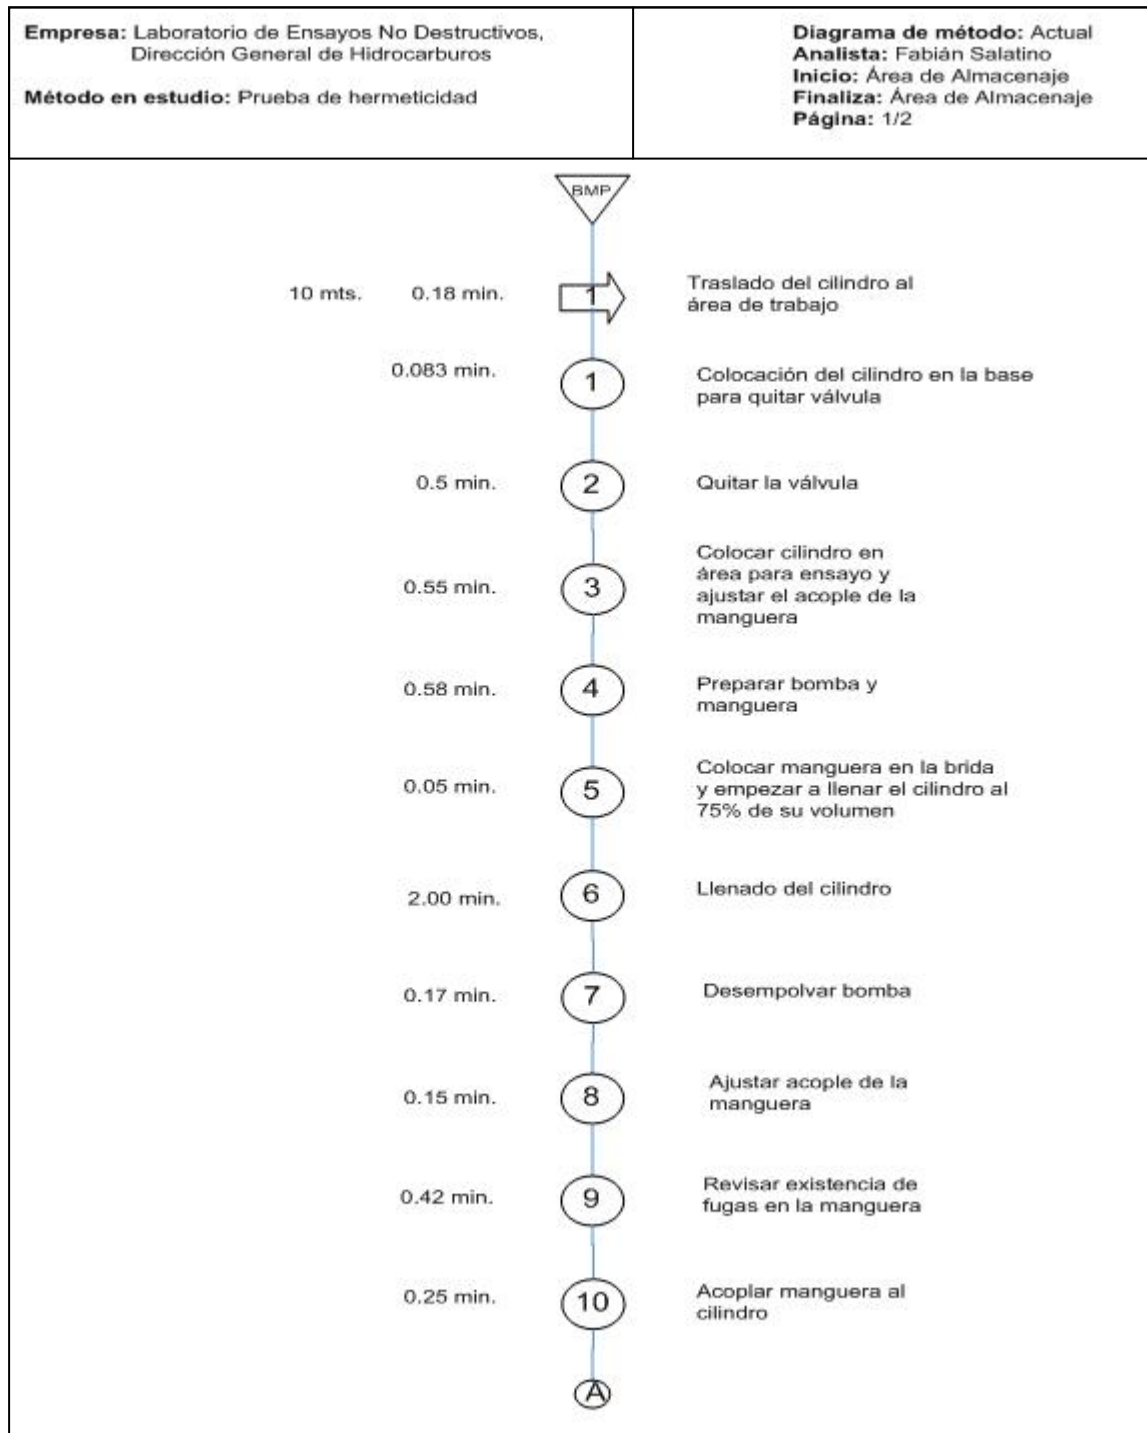 Empresa: Laboratorio de Ensayos No Destructivos,
Dirección General de Hidrocarburos
Método en estudio: Prueba de hermeticidad
Diagrama de método: Actual
Analista: Fabián Salatino
Inicio: Área de Almacenaje
Finaliza: Área de Almacenaje
Página: 1/2
BMP
10 mts. 0.18 min. 1 Traslado del cilindro al
área de trabajo
0.083 min. 1 Colocación del cilindro en la base
para quitar válvula
0.5 min. 2 Quitar la válvula
0.55 min. 3 Colocar cilindro en
área para ensayo y
ajustar el acople de la
manguera
0.58 min. 4 Preparar bomba y
manguera
0.05 min. 5 Colocar manguera en la brida
y empezar a llenar el cilindro al
75% de su volumen
2.00 min. 6 Llenado del cilindro
0.17 min. 7 Desempolvar bomba
0.15 min. 8 Ajustar acople de la
manguera
0.42 min. 9 Revisar existencia de
fugas en la manguera
0.25 min. 10 Acoplar manguera al
cilindro
A